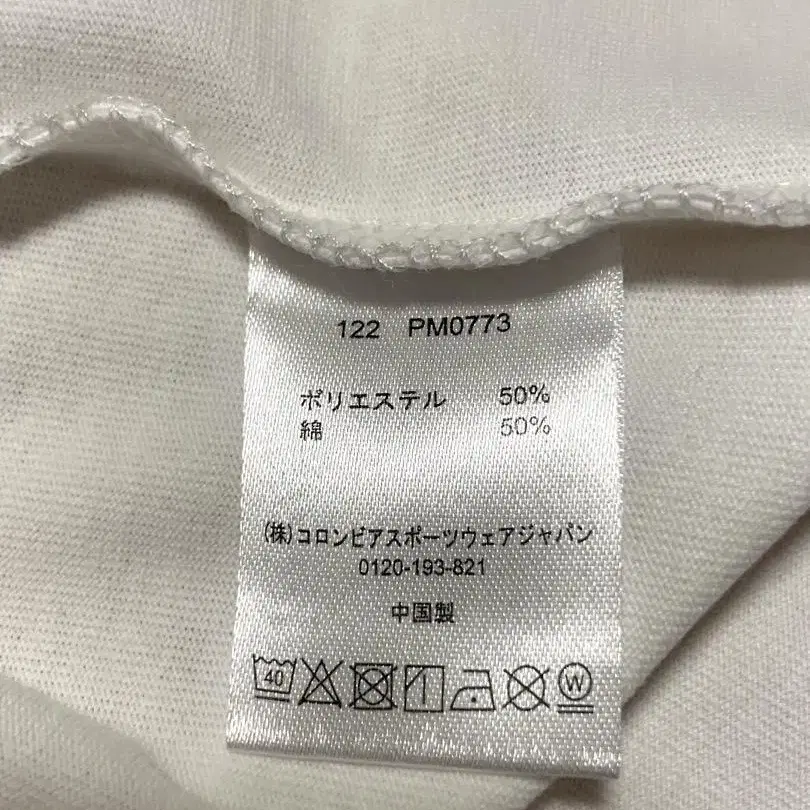 122 PM0773
ポリエステル 50%
綿 50%
(株)コロンビアスポーツウェアジャパン
0120-193-821
中国製
40 W